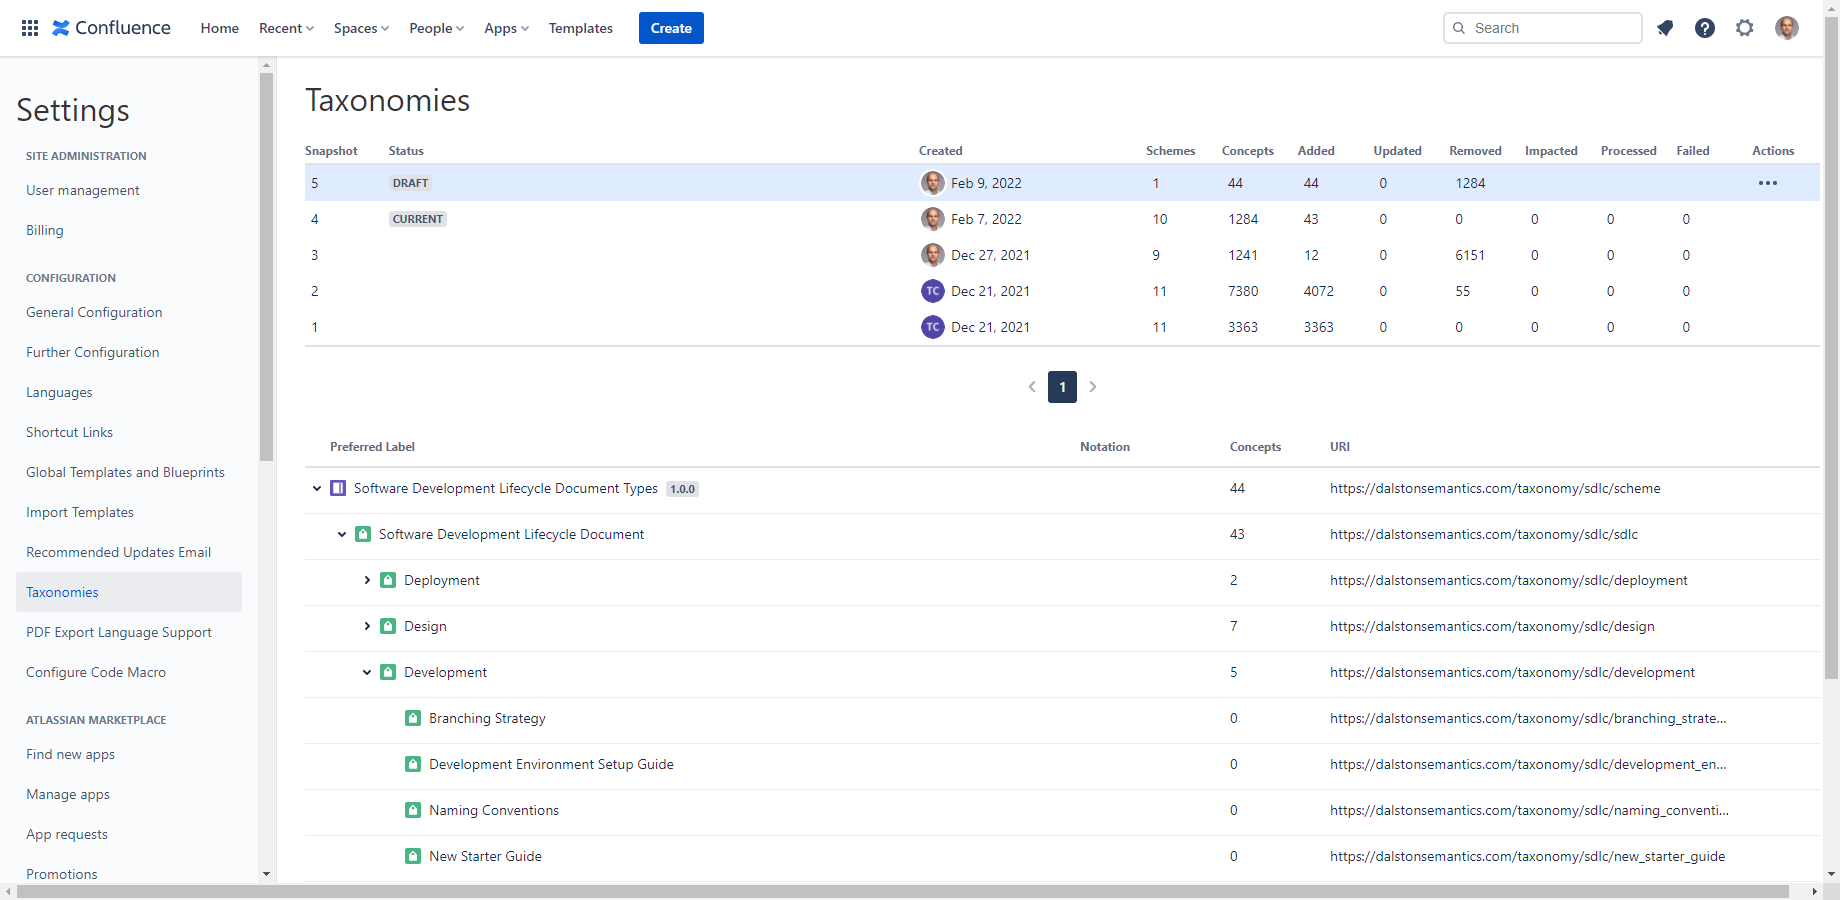 Confluence Home Recent Spaces People Apps Templates Create Search
Settings
SITE ADMINISTRATION
User management
Billing
CONFIGURATION
General Configuration
Further Configuration
Languages
Shortcut Links
Global Templates and Blueprints
Import Templates
Recommended Updates Email
Taxonomies
PDF Export Language Support
Configure Code Macro
ATLASSIAN MARKETPLACE
Find new apps
Manage apps
App requests
Promotions
Taxonomies
Snapshot Status Created Schemes Concepts Added Updated Removed Impacted Processed Failed Actions
5 DRAFT Feb 9, 2022 1 44 44 0 1284
4 CURRENT Feb 7, 2022 10 1284 43 0 0 0 0 0
3 Dec 27, 2021 9 1241 12 0 6151 0 0 0
2 TC Dec 21, 2021 11 7380 4072 0 55 0 0 0
1 TC Dec 21, 2021 11 3363 3363 0 0 0 0 0
1
Preferred Label Notation Concepts URI
Software Development Lifecycle Document Types 1.0.0 44 https://dalstonsemantics.com/taxonomy/sdlc/scheme
Software Development Lifecycle Document 43 https://dalstonsemantics.com/taxonomy/sdlc/sdlc
Deployment 2 https://dalstonsemantics.com/taxonomy/sdlc/deployment
Design 7 https://dalstonsemantics.com/taxonomy/sdlc/design
Development 5 https://dalstonsemantics.com/taxonomy/sdlc/development
Branching Strategy 0 https://dalstonsemantics.com/taxonomy/sdlc/branching_strate...
Development Environment Setup Guide 0 https://dalstonsemantics.com/taxonomy/sdlc/development_en...
Naming Conventions 0 https://dalstonsemantics.com/taxonomy/sdlc/naming_conventi...
New Starter Guide 0 https://dalstonsemantics.com/taxonomy/sdlc/new_starter_guide